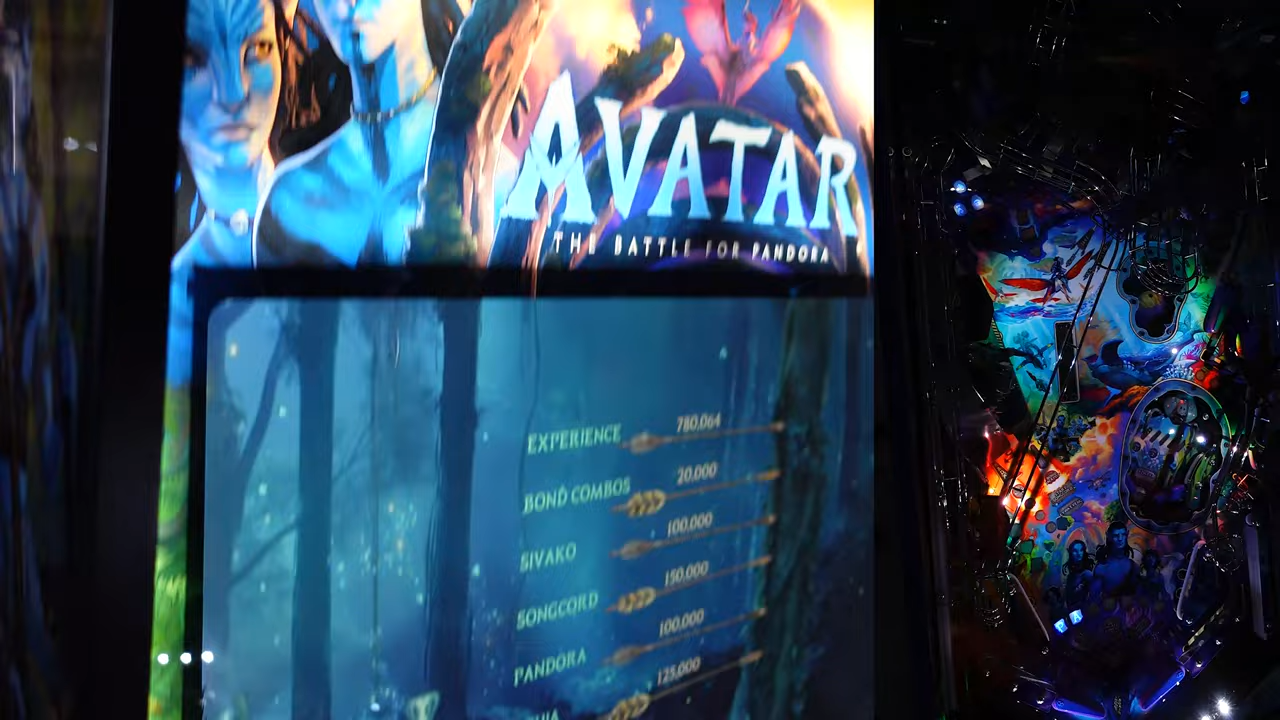 AVATAR
THE BATTLE FOR PANDORA
EXPERIENCE 780,064
BOND COMBOS 20,000
SIVAKO 100,000
SONGCORD 150,000
PANDORA 100,000
125,000
P A